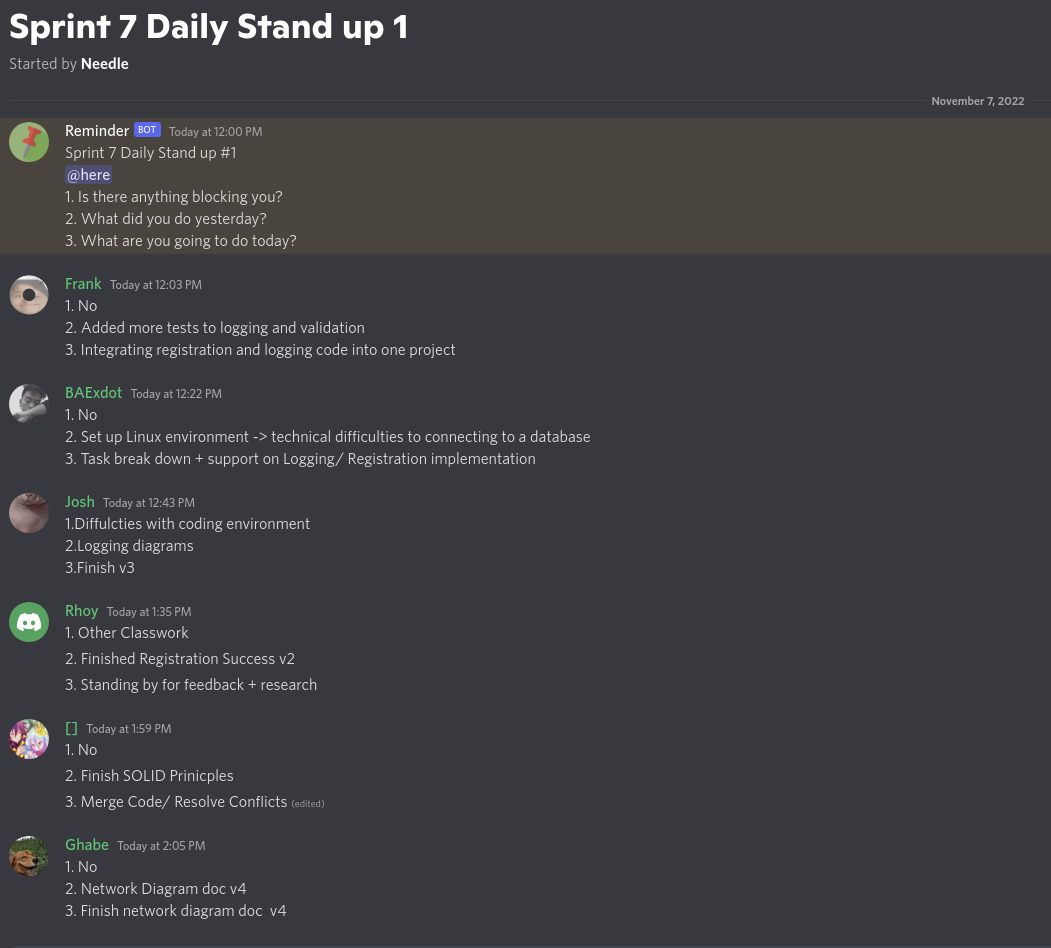 Sprint 7 Daily Stand up 1
Started by Needle
November 7, 2022
Reminder BOT Today at 12:00 PM
Sprint 7 Daily Stand up #1
@here
1. Is there anything blocking you?
2. What did you do yesterday?
3. What are you going to do today?
Frank Today at 12:03 PM
1. No
2. Added more tests to logging and validation
3. Integrating registration and logging code into one project
BAExdot Today at 12:22 PM
1. No
2. Set up Linux environment -> technical difficulties to connecting to a database
3. Task break down + support on Logging/ Registration implementation
Josh Today at 12:43 PM
1.Diffulcties with coding environment
2.Logging diagrams
3.Finish v3
Rhoy Today at 1:35 PM
1. Other Classwork
2. Finished Registration Success v2
3. Standing by for feedback + research
[] Today at 1:59 PM
1. No
2. Finish SOLID Prinicples
3. Merge Code/ Resolve Conflicts (edited)
Ghabe Today at 2:05 PM
1. No
2. Network Diagram doc v4
3. Finish network diagram doc  v4